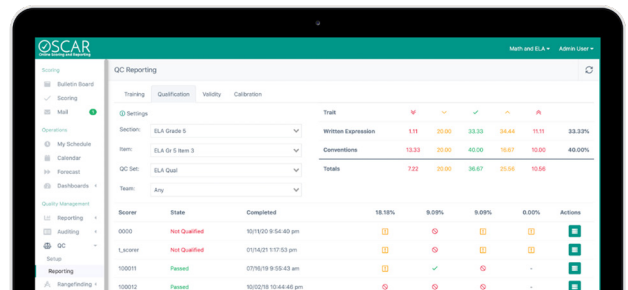 OSCAR
Online Scoring and Reporting
Math and ELA
Admin User
Scoring
Bulletin Board
Scoring
Mail
Operations
My Schedule
Calendar
Forecast
Dashboards
Quality Management
Reporting
Auditing
QC
Setup
Reporting
Rangefinding
QC Reporting
Training Qualification Validity Calibration
Settings
Section: ELA Grade 5
Item: ELA Gr 5 Item 3
QC Set: ELA Qual
Team: Any
Trait
Written Expression 1.11 20.00 33.33 34.44 11.11 33.33%
Conventions 13.33 20.00 40.00 16.67 10.00 40.00%
Totals 7.22 20.00 36.67 25.56 10.56
Scorer State Completed 18.18% 9.09% 9.09% 0.00% Actions
0000 Not Qualified 10/11/20 9:54:40 pm
t_scorer Not Qualified 01/14/21 1:17:53 pm
100011 Passed 07/16/19 9:55:43 am -
100012 Passed 10/02/18 10:44:46 pm -